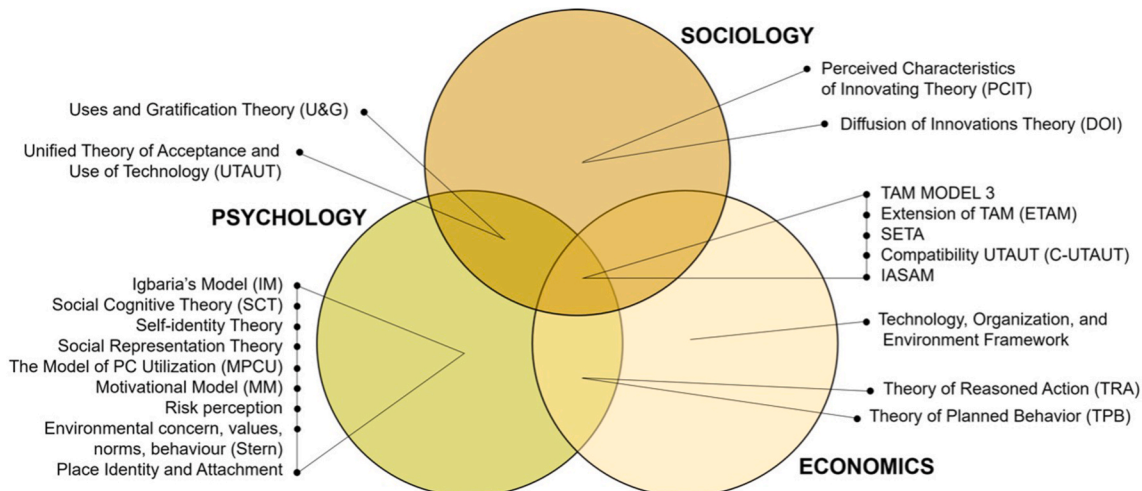 SOCIOLOGY
Perceived Characteristics
of Innovating Theory (PCIT)
Diffusion of Innovations Theory (DOI)
Uses and Gratification Theory (U&G)
Unified Theory of Acceptance and
Use of Technology (UTAUT)
TAM MODEL 3
Extension of TAM (ETAM)
SETA
Compatibility UTAUT (C-UTAUT)
IASAM
PSYCHOLOGY
Igbaria's Model (IM)
Social Cognitive Theory (SCT)
Self-identity Theory
Social Representation Theory
The Model of PC Utilization (MPCU)
Motivational Model (MM)
Risk perception
Environmental concern, values,
norms, behaviour (Stern)
Place Identity and Attachment
Technology, Organization, and
Environment Framework
Theory of Reasoned Action (TRA)
Theory of Planned Behavior (TPB)
ECONOMICS